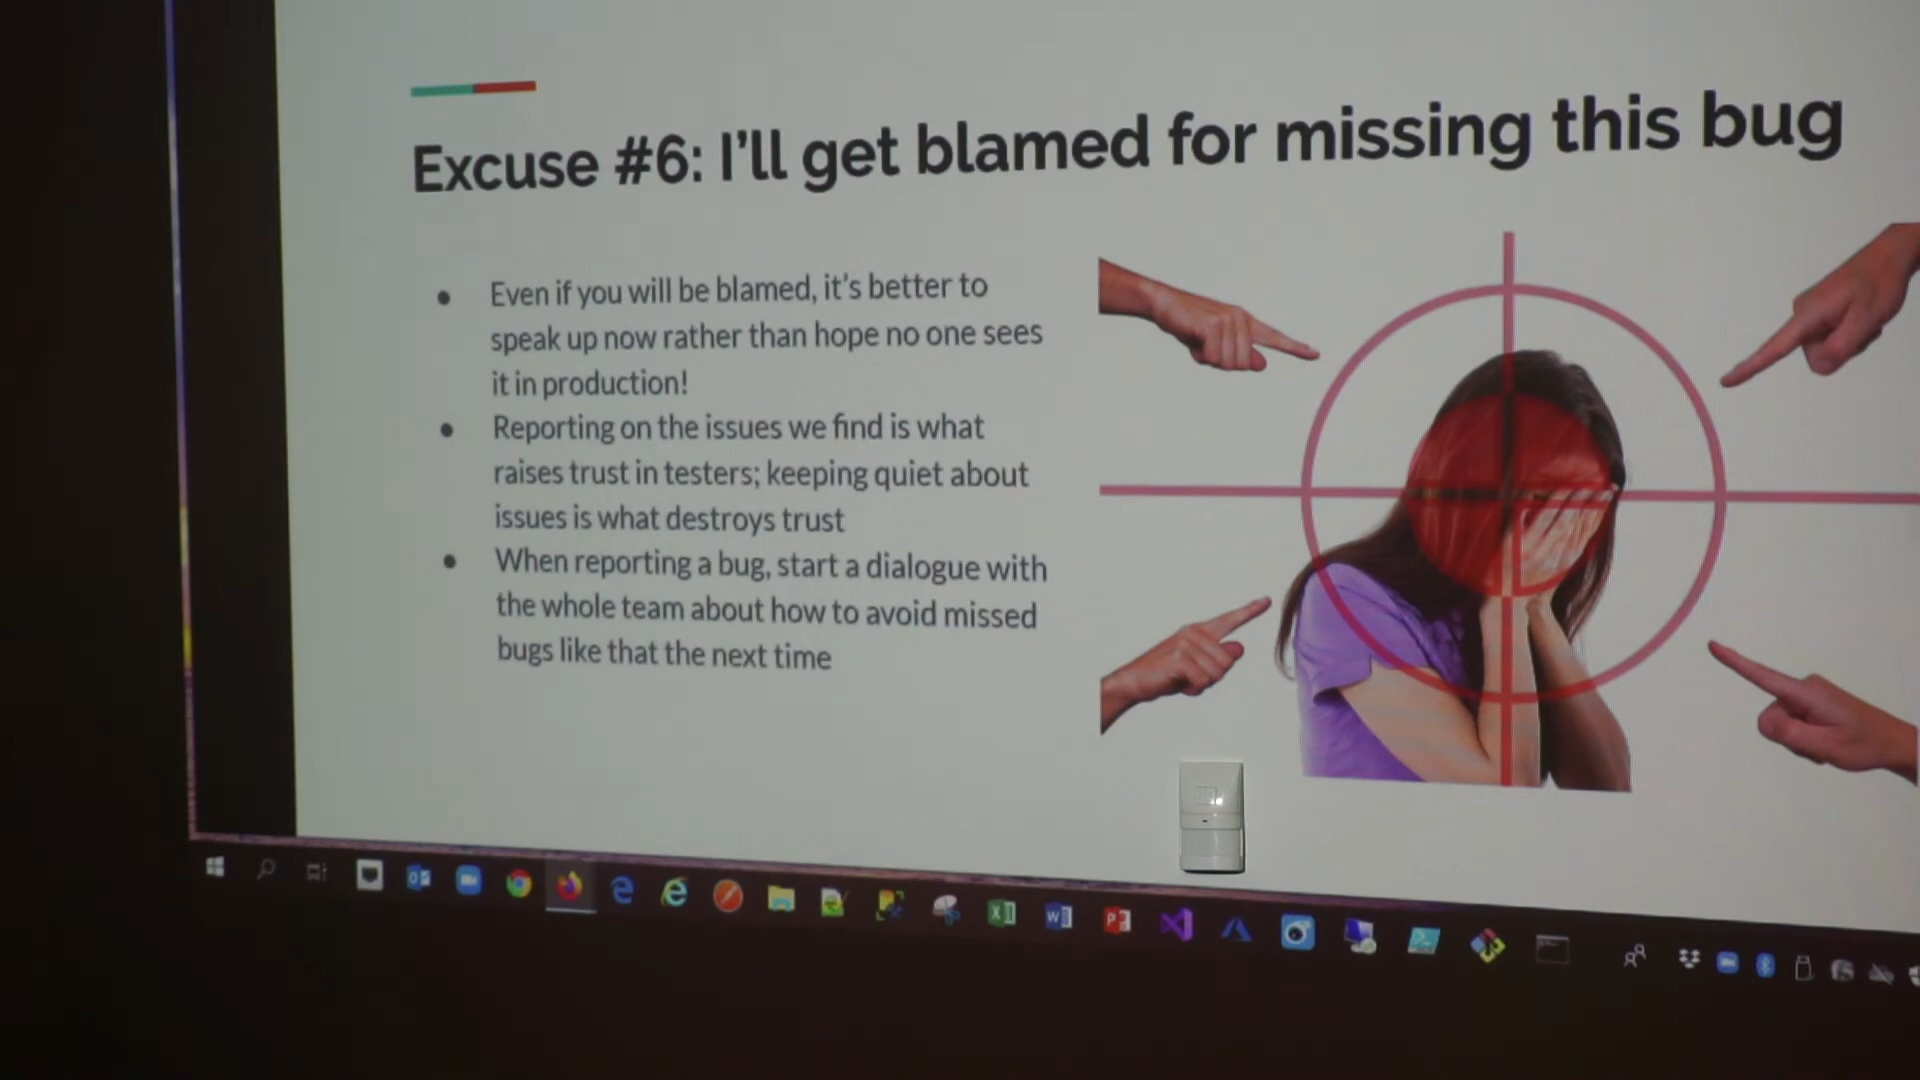 Excuse #6: I'll get blamed for missing this bug
● Even if you will be blamed, it's better to
speak up now rather than hope no one sees
it in production!
● Reporting on the issues we find is what
raises trust in testers; keeping quiet about
issues is what destroys trust
● When reporting a bug, start a dialogue with
the whole team about how to avoid missed
bugs like that the next time